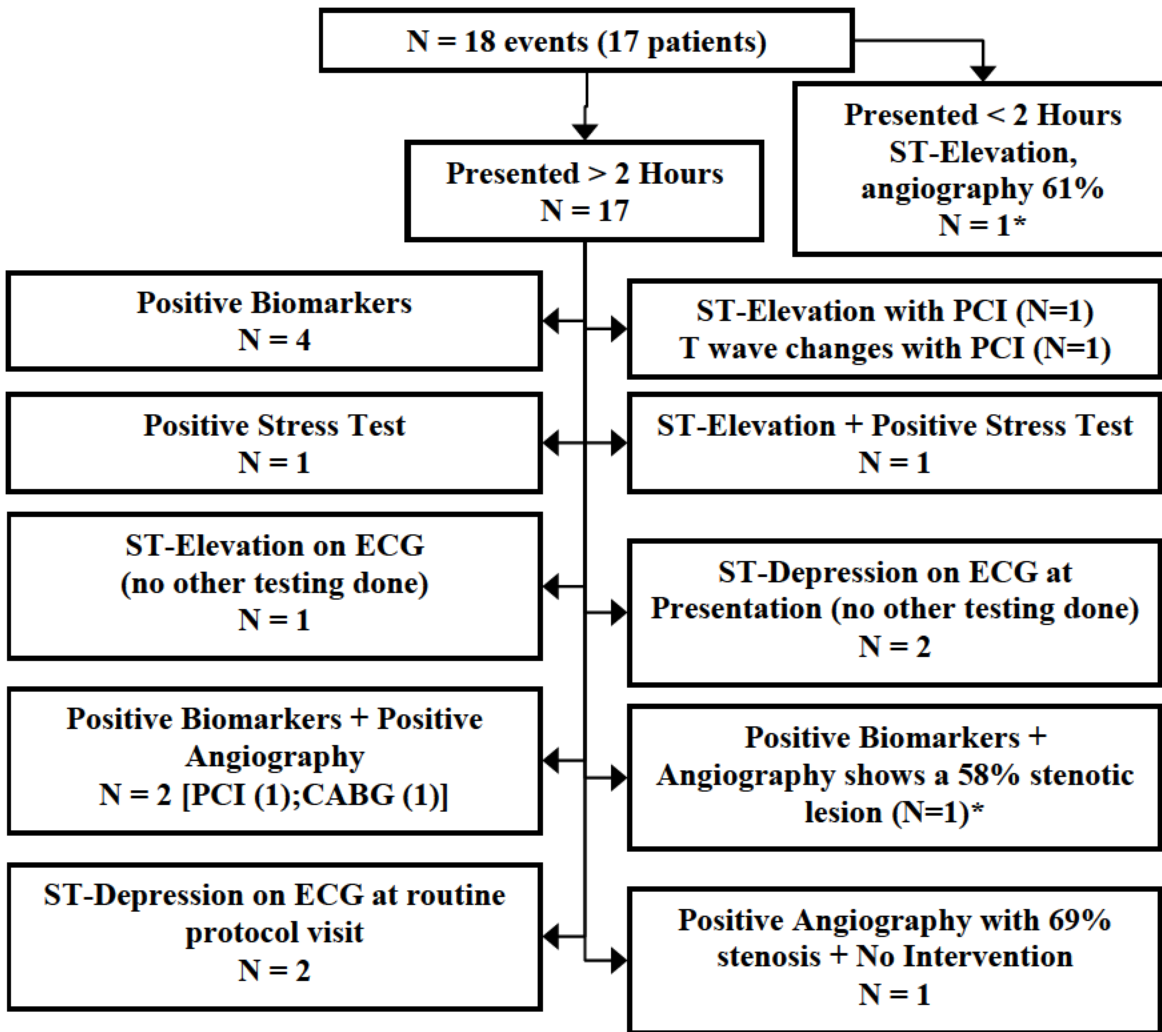 N = 18 events (17 patients)
Presented < 2 Hours
ST-Elevation,
angiography 61%
N = 1*
Presented > 2 Hours
N = 17
Positive Biomarkers
N = 4
ST-Elevation with PCI (N=1)
T wave changes with PCI (N=1)
Positive Stress Test
N = 1
ST-Elevation + Positive Stress Test
N = 1
ST-Elevation on ECG
(no other testing done)
N = 1
ST-Depression on ECG at
Presentation (no other testing done)
N = 2
Positive Biomarkers + Positive
Angiography
N = 2 [PCI (1);CABG (1)]
Positive Biomarkers +
Angiography shows a 58% stenotic
lesion (N=1)*
ST-Depression on ECG at routine
protocol visit
N = 2
Positive Angiography with 69%
stenosis + No Intervention
N = 1